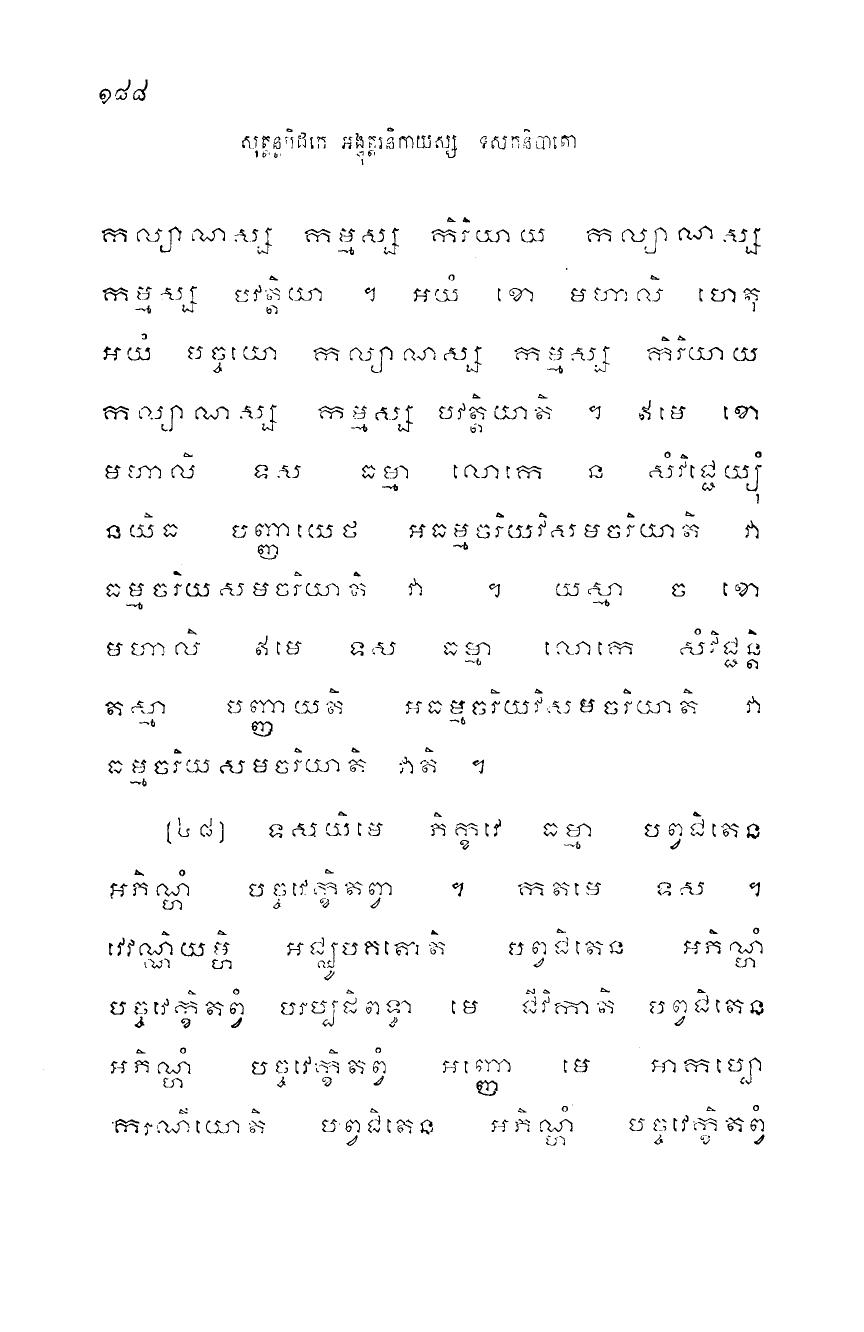 ១៨៨
សុត្តន្តបិដកេ អង្គុត្តរនិកាយស្ស ទសកនិបាតោ
កល្យាណស្ស កម្មស្ស កិរិយាយ កល្យាណស្ស
កម្មស្ស បវត្តិយា ។ អយំ ខោ មហាលិ ហេតុ
អយំ បច្ចយោ កល្យាណស្ស កម្មស្ស កិរិយាយ
កល្យាណស្ស កម្មស្ស បវត្តិយាតិ ។ ឥមេ ខោ
មហាលិ ទស ធម្មា លោកេ ន សំវិជ្ជេយ្យុំ
នយិធ បញ្ញាយេថ អធម្មចរិយវិសមចរិយាតិ វា
ធម្មចរិយសមចរិយាតិ វា ។ យស្មា ច ខោ
មហាលិ ឥមេ ទស ធម្មា លោកេ សំវិជ្ជន្តិ
តស្មា បញ្ញាយតិ អធម្មចរិយវិសមចរិយាតិ វា
ធម្មចរិយសមចរិយាតិ វាតិ ។
[៤៨] ទសយិមេ ភិក្ខវេ ធម្មា បព្វជិតេន
អភិណ្ហំ បច្ចវេក្ខិតព្វា ។ កតមេ ទស ។
វេវណ្ណិយម្ហិ អជ្ឈូបគតោតិ បព្វជិតេន អភិណ្ហំ
បច្ចវេក្ខិតព្វំ បរប្បដិពទ្ធា មេ ជីវិកាតិ បព្វជិតេន
អភិណ្ហំ បច្ចវេក្ខិតព្វំ អញ្ញោ មេ អាកប្បោ
ករណីយោតិ បព្វជិតេន អភិណ្ហំ បច្ចវេក្ខិតព្វំ